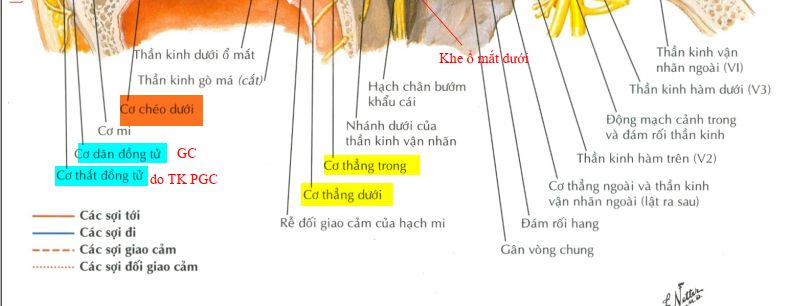 Thần kinh dưới ổ mắt
Thần kinh gò má (cắt)
Cơ chéo dưới
Cơ mi
Cơ dãn đồng tử
GC
Cơ thắt đồng tử
do TK PGC
Khe ổ mắt dưới
Hạch chân bướm
khẩu cái
Nhánh dưới của
thần kinh vận nhãn
Cơ thẳng trong
Cơ thẳng dưới
Rễ đối giao cảm của hạch mi
Thần kinh vận
nhãn ngoài (VI)
Thần kinh hàm dưới (V3)
Động mạch cảnh trong
và đám rối thần kinh
Thần kinh hàm trên (V2)
Cơ thẳng ngoài và thần kinh
vận nhãn ngoài (lật ra sau)
Đám rối hang
Gân vòng chung
Các sợi tới
Các sợi đi
Các sợi giao cảm
Các sợi đối giao cảm